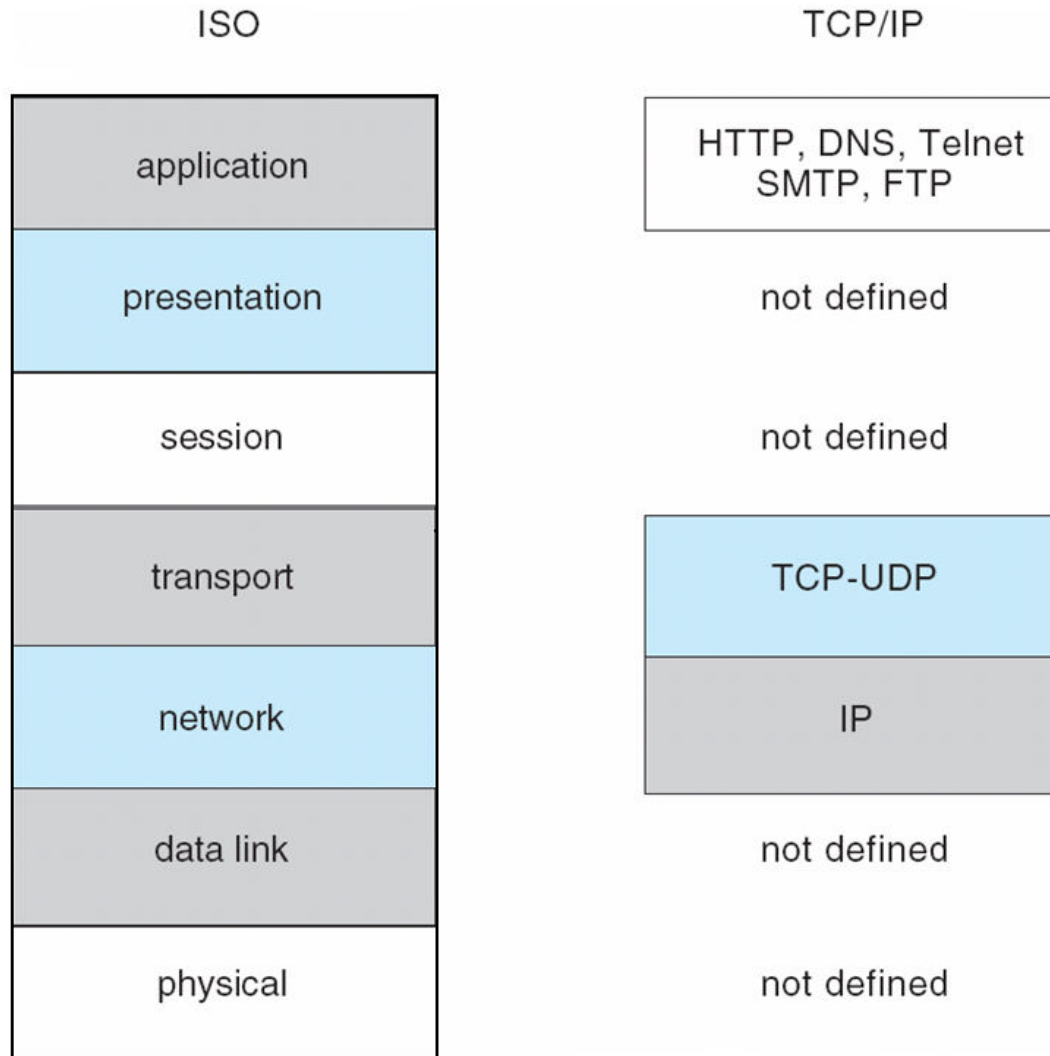 ISO
TCP/IP
application
HTTP, DNS, Telnet
SMTP, FTP
presentation
not defined
session
not defined
transport
TCP-UDP
network
IP
data link
not defined
physical
not defined